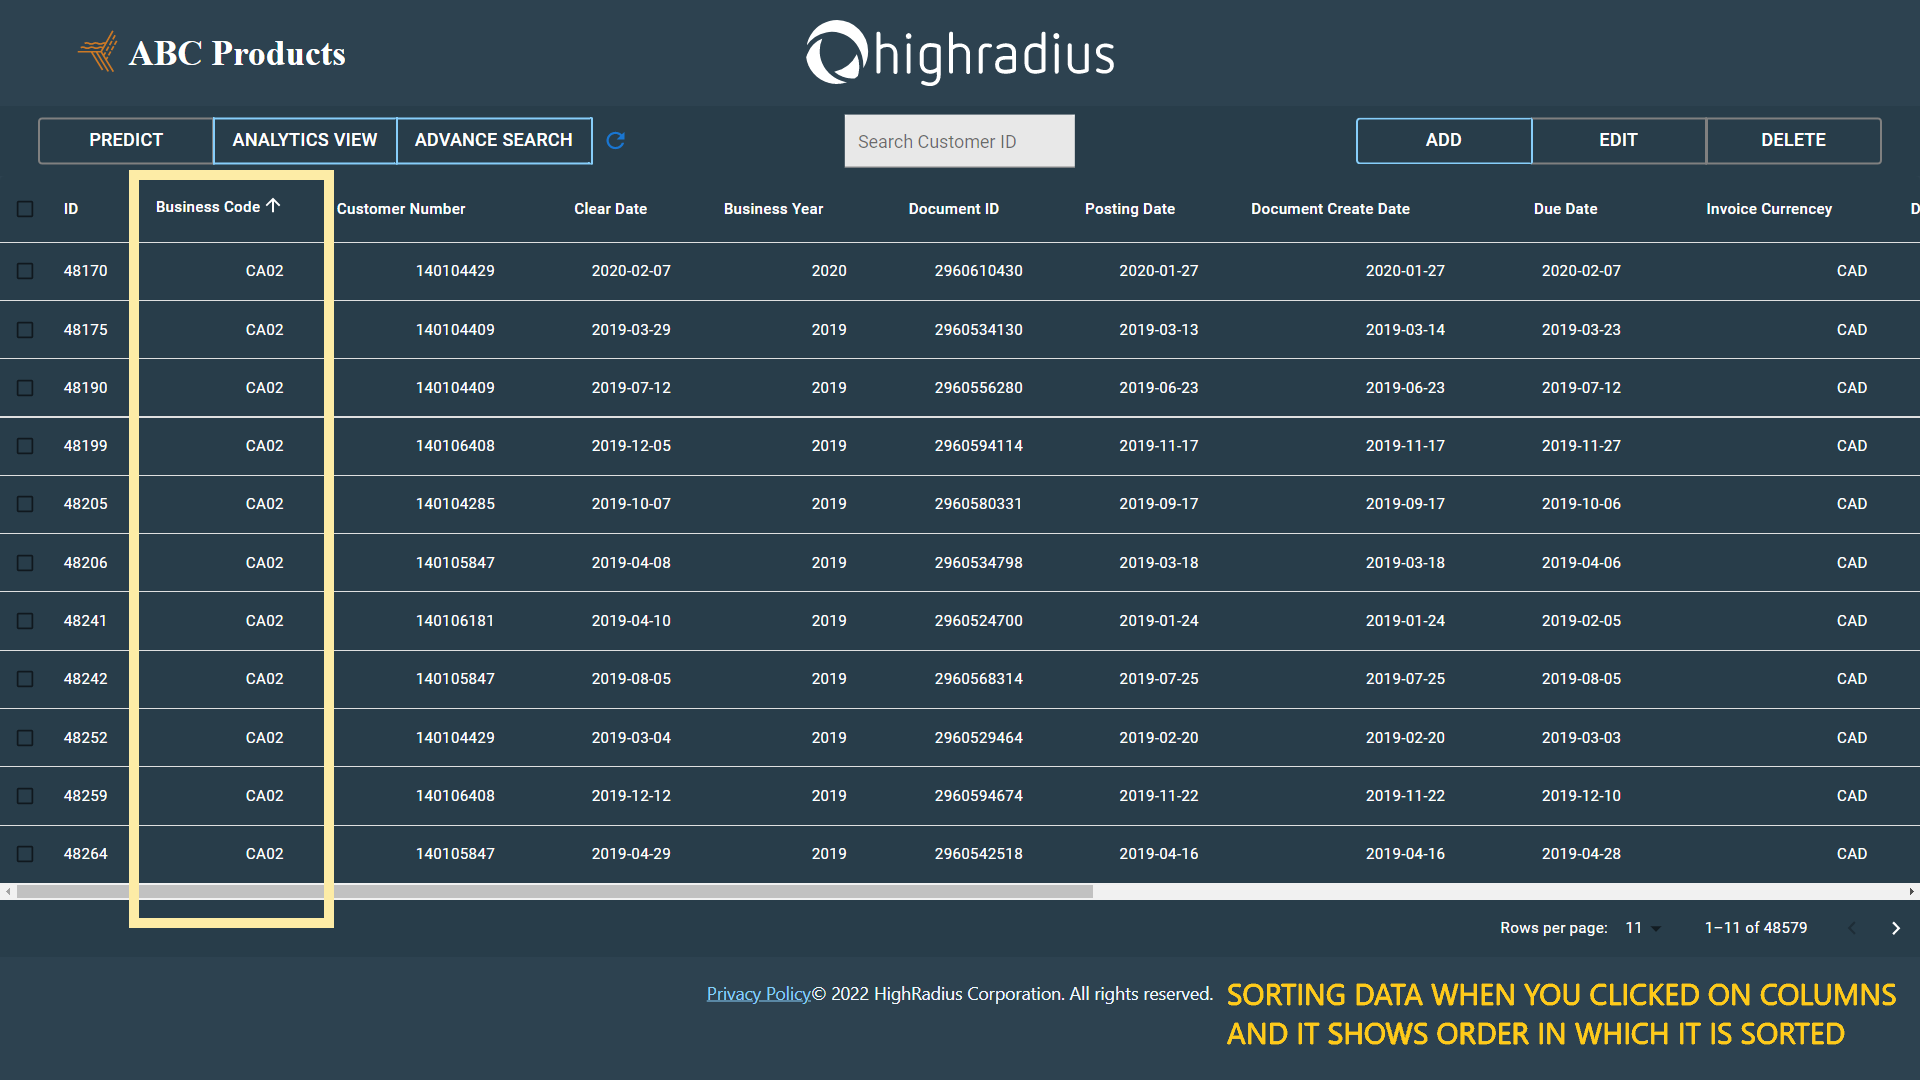 ABC Products
highradius
PREDICT ANALYTICS VIEW ADVANCE SEARCH Search Customer ID ADD EDIT DELETE
ID Business Code Customer Number Clear Date Business Year Document ID Posting Date Document Create Date Due Date Invoice Currencey D
48170 CA02 140104429 2020-02-07 2020 2960610430 2020-01-27 2020-01-27 2020-02-07 CAD
48175 CA02 140104409 2019-03-29 2019 2960534130 2019-03-13 2019-03-14 2019-03-23 CAD
48190 CA02 140104409 2019-07-12 2019 2960556280 2019-06-23 2019-06-23 2019-07-12 CAD
48199 CA02 140106408 2019-12-05 2019 2960594114 2019-11-17 2019-11-17 2019-11-27 CAD
48205 CA02 140104285 2019-10-07 2019 2960580331 2019-09-17 2019-09-17 2019-10-06 CAD
48206 CA02 140105847 2019-04-08 2019 2960534798 2019-03-18 2019-03-18 2019-04-06 CAD
48241 CA02 140106181 2019-04-10 2019 2960524700 2019-01-24 2019-01-24 2019-02-05 CAD
48242 CA02 140105847 2019-08-05 2019 2960568314 2019-07-25 2019-07-25 2019-08-05 CAD
48252 CA02 140104429 2019-03-04 2019 2960529464 2019-02-20 2019-02-20 2019-03-03 CAD
48259 CA02 140106408 2019-12-12 2019 2960594674 2019-11-22 2019-11-22 2019-12-10 CAD
48264 CA02 140105847 2019-04-29 2019 2960542518 2019-04-16 2019-04-16 2019-04-28 CAD
Rows per page: 11 1–11 of 48579
Privacy Policy© 2022 HighRadius Corporation. All rights reserved.
SORTING DATA WHEN YOU CLICKED ON COLUMNS
AND IT SHOWS ORDER IN WHICH IT IS SORTED